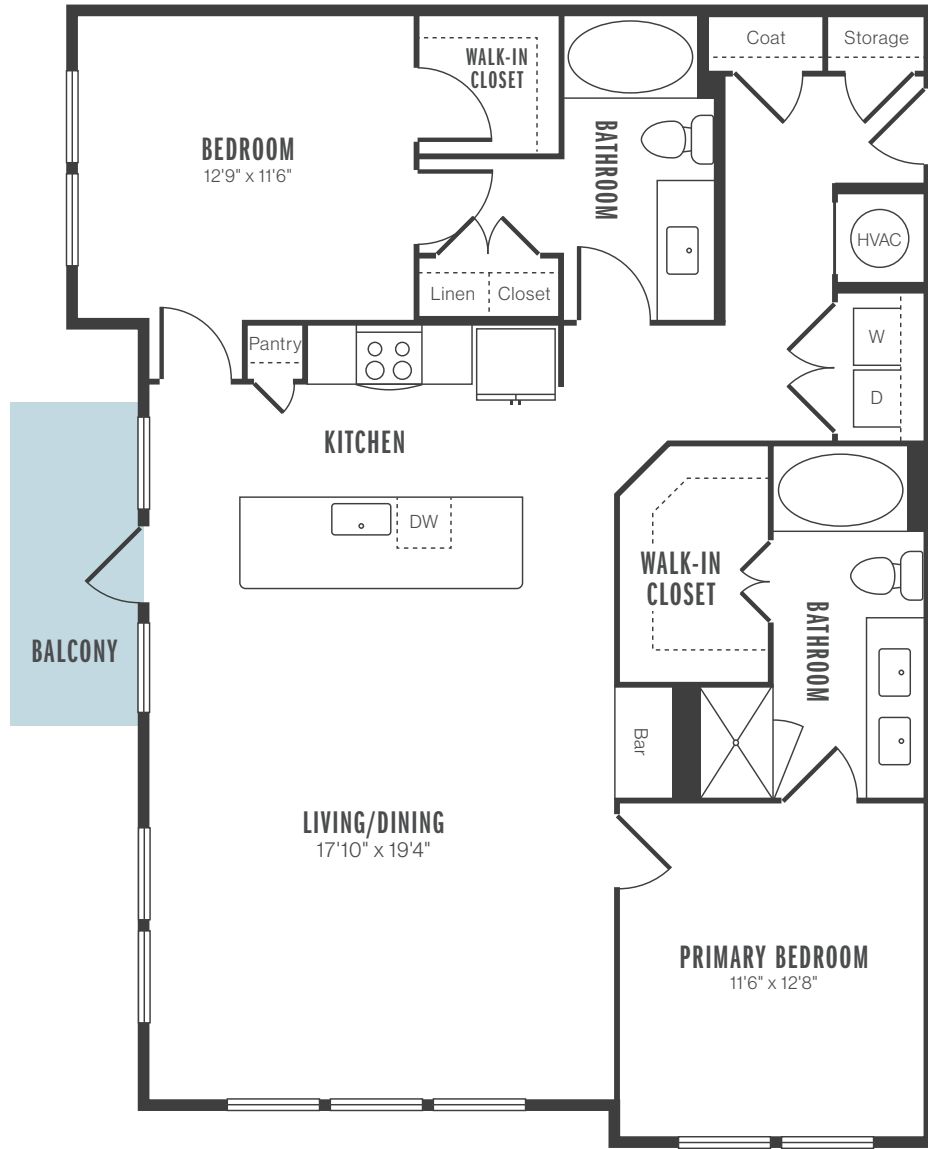 Coat
Storage
WALK-IN
CLOSET
BEDROOM
12'9" x 11'6"
BATHROOM
HVAC
Linen
Closet
Pantry
W
D
KITCHEN
DW
WALK-IN
CLOSET
BATHROOM
BALCONY
Bar
LIVING/DINING
17'10" x 19'4"
PRIMARY BEDROOM
11'6" x 12'8"